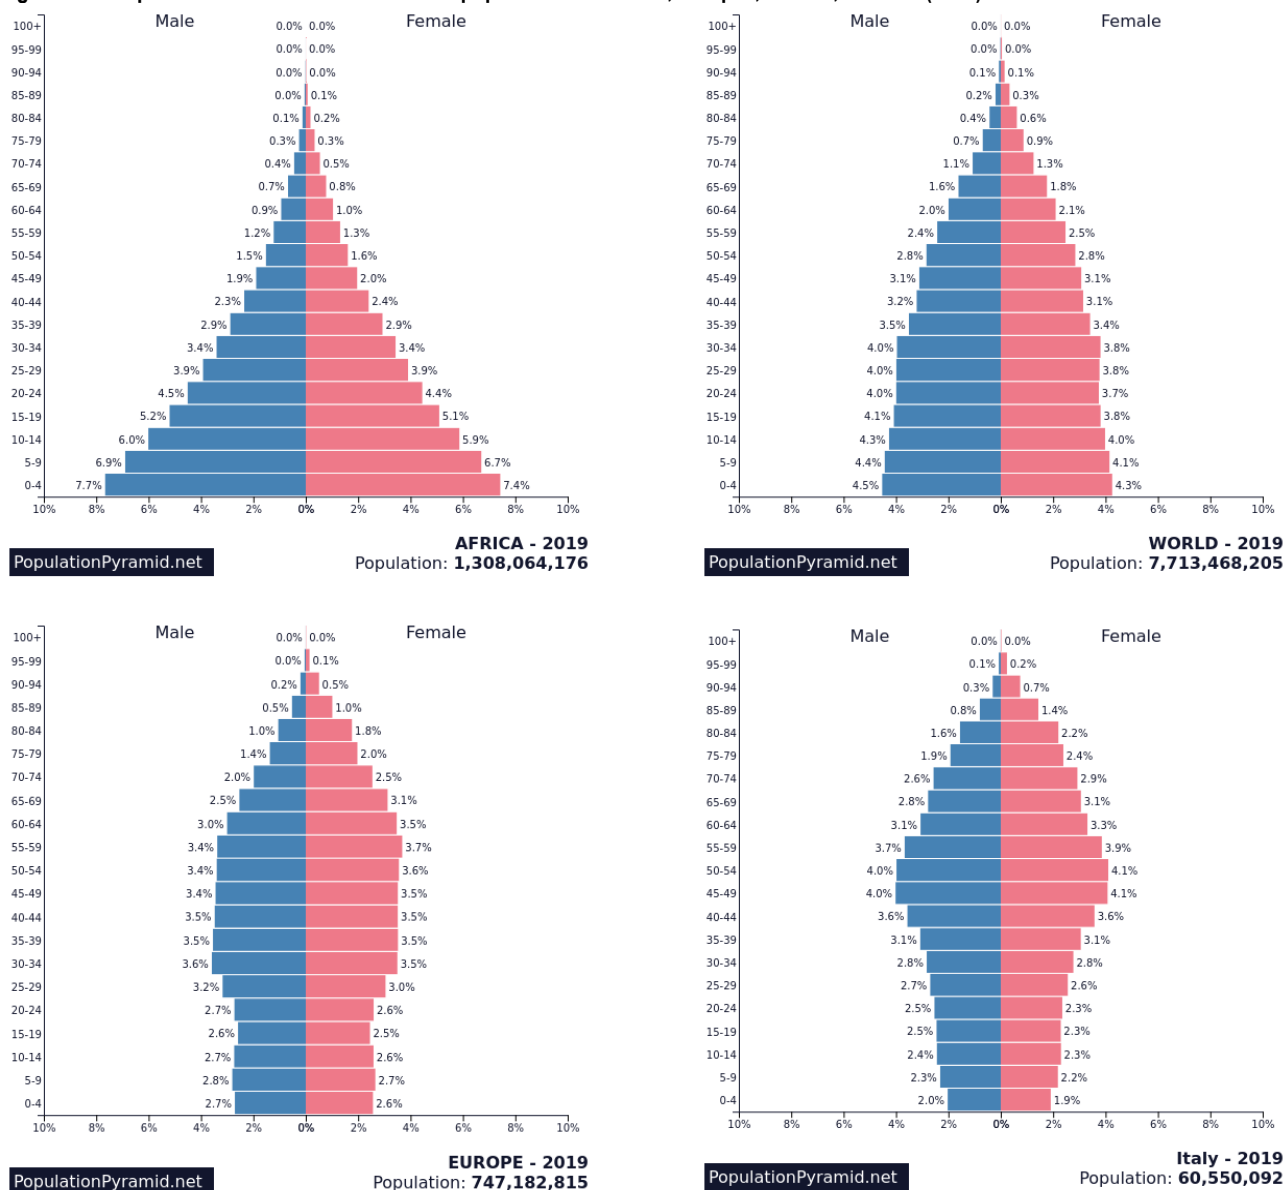 Male Female
100+ 0.0% 0.0%
95-99 0.0% 0.0%
90-94 0.0% 0.0%
85-89 0.0% 0.1%
80-84 0.1% 0.2%
75-79 0.3% 0.3%
70-74 0.4% 0.5%
65-69 0.7% 0.8%
60-64 0.9% 1.0%
55-59 1.2% 1.3%
50-54 1.5% 1.6%
45-49 1.9% 2.0%
40-44 2.3% 2.4%
35-39 2.9% 2.9%
30-34 3.4% 3.4%
25-29 3.9% 3.9%
20-24 4.5% 4.4%
15-19 5.2% 5.1%
10-14 6.0% 5.9%
5-9 6.9% 6.7%
0-4 7.7% 7.4%
10% 8% 6% 4% 2% 0% 2% 4% 6% 8% 10%
AFRICA - 2019
PopulationPyramid.net Population: 1,308,064,176
Male Female
100+ 0.0% 0.0%
95-99 0.0% 0.0%
90-94 0.1% 0.1%
85-89 0.2% 0.3%
80-84 0.4% 0.6%
75-79 0.7% 0.9%
70-74 1.1% 1.3%
65-69 1.6% 1.8%
60-64 2.0% 2.1%
55-59 2.4% 2.5%
50-54 2.8% 2.8%
45-49 3.1% 3.1%
40-44 3.2% 3.1%
35-39 3.5% 3.4%
30-34 4.0% 3.8%
25-29 4.0% 3.8%
20-24 4.0% 3.7%
15-19 4.1% 3.8%
10-14 4.3% 4.0%
5-9 4.4% 4.1%
0-4 4.5% 4.3%
10% 8% 6% 4% 2% 0% 2% 4% 6% 8% 10%
WORLD - 2019
PopulationPyramid.net Population: 7,713,468,205
Male Female
100+ 0.0% 0.0%
95-99 0.0% 0.1%
90-94 0.2% 0.5%
85-89 0.5% 1.0%
80-84 1.0% 1.8%
75-79 1.4% 2.0%
70-74 2.0% 2.5%
65-69 2.5% 3.1%
60-64 3.0% 3.5%
55-59 3.4% 3.7%
50-54 3.4% 3.6%
45-49 3.4% 3.5%
40-44 3.5% 3.5%
35-39 3.5% 3.5%
30-34 3.6% 3.5%
25-29 3.2% 3.0%
20-24 2.7% 2.6%
15-19 2.6% 2.5%
10-14 2.7% 2.6%
5-9 2.8% 2.7%
0-4 2.7% 2.6%
10% 8% 6% 4% 2% 0% 2% 4% 6% 8% 10%
EUROPE - 2019
PopulationPyramid.net Population: 747,182,815
Male Female
100+ 0.0% 0.0%
95-99 0.1% 0.2%
90-94 0.3% 0.7%
85-89 0.8% 1.4%
80-84 1.6% 2.2%
75-79 1.9% 2.4%
70-74 2.6% 2.9%
65-69 2.8% 3.1%
60-64 3.1% 3.3%
55-59 3.7% 3.9%
50-54 4.0% 4.1%
45-49 4.0% 4.1%
40-44 3.6% 3.6%
35-39 3.1% 3.1%
30-34 2.8% 2.8%
25-29 2.7% 2.6%
20-24 2.5% 2.3%
15-19 2.5% 2.3%
10-14 2.4% 2.3%
5-9 2.3% 2.2%
0-4 2.0% 1.9%
10% 8% 6% 4% 2% 0% 2% 4% 6% 8% 10%
Italy - 2019
PopulationPyramid.net Population: 60,550,092